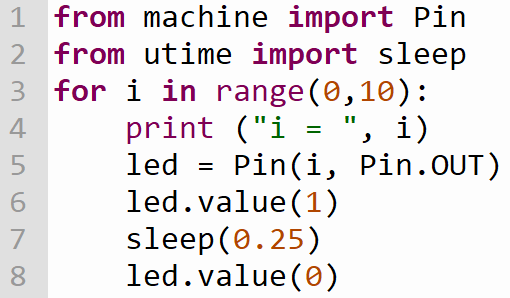 1 from machine import Pin
2 from utime import sleep
3 for i in range(0,10):
4     print ("i = ", i)
5     led = Pin(i, Pin.OUT)
6     led.value(1)
7     sleep(0.25)
8     led.value(0)